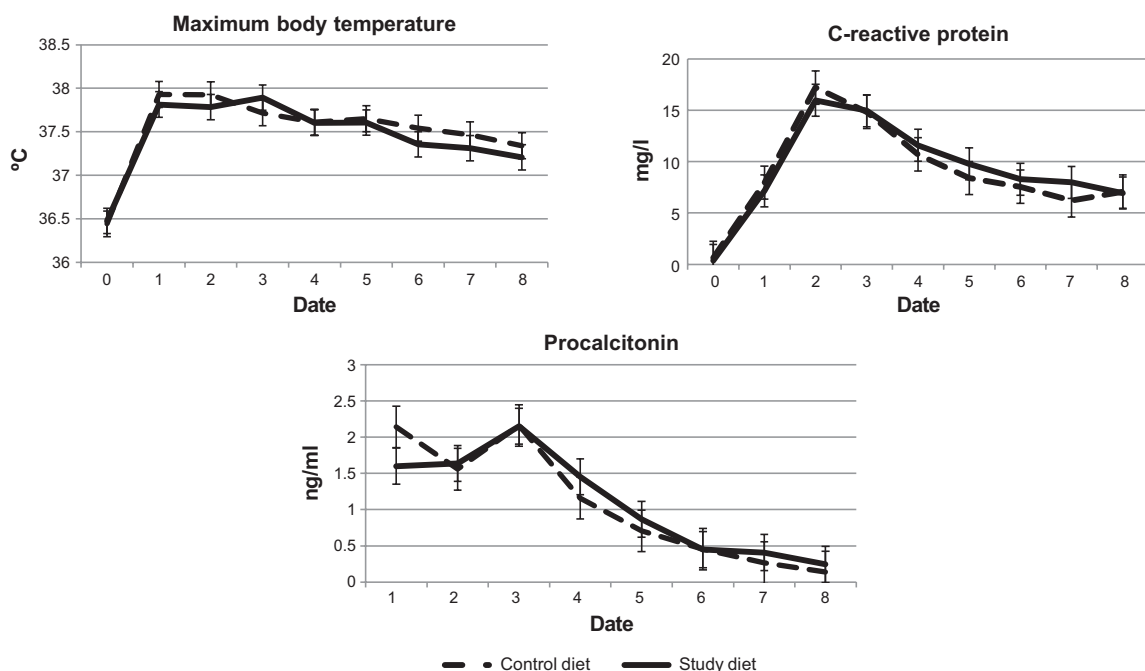 Maximum body temperature
38.5
38
37.5
37
36.5
36
ºC
0 1 2 3 4 5 6 7 8
Date
C-reactive protein
20
15
10
5
0
mg/l
0 1 2 3 4 5 6 7 8
Date
Procalcitonin
3
2.5
2
1.5
1
0.5
0
ng/ml
1 2 3 4 5 6 7 8
Date
Control diet Study diet